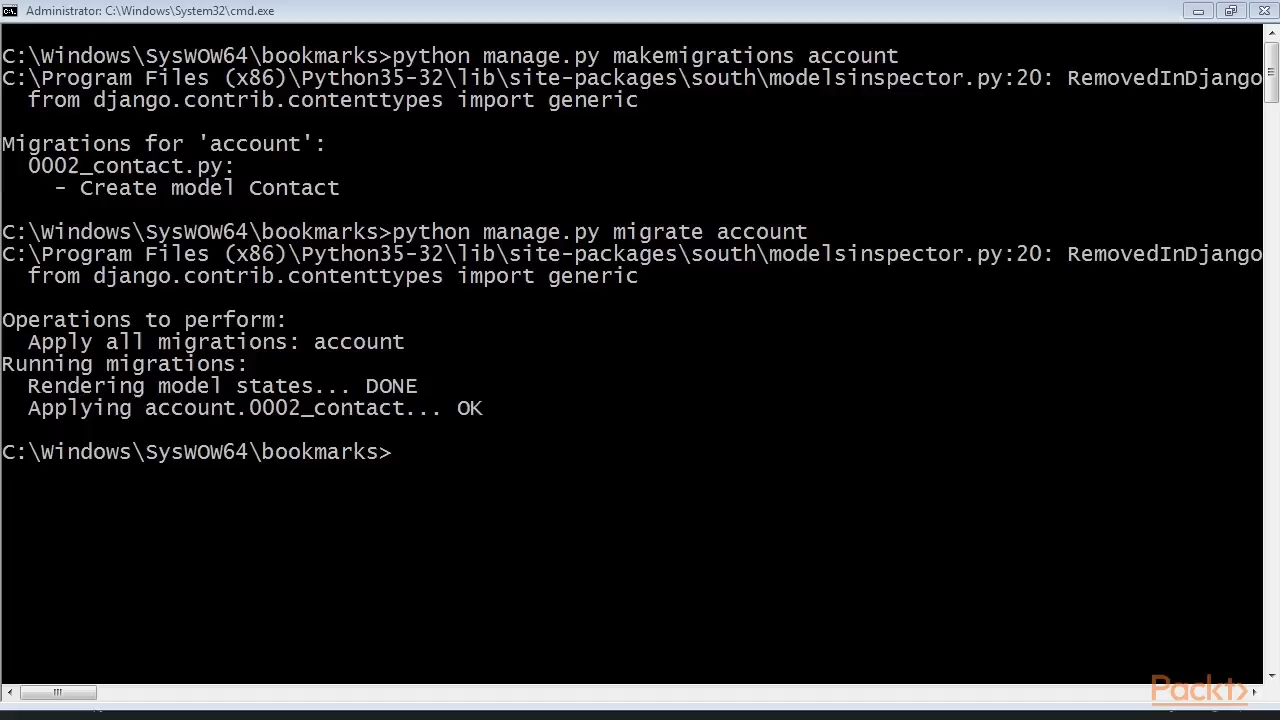 Administrator: C:\Windows\System32\cmd.exe
C:\Windows\SysWOW64\bookmarks>python manage.py makemigrations account
C:\Program Files (x86)\Python35-32\lib\site-packages\south\modelsinspector.py:20: RemovedInDjango
  from django.contrib.contenttypes import generic
Migrations for 'account':
  0002_contact.py:
    - Create model Contact
C:\Windows\SysWOW64\bookmarks>python manage.py migrate account
C:\Program Files (x86)\Python35-32\lib\site-packages\south\modelsinspector.py:20: RemovedInDjango
  from django.contrib.contenttypes import generic
Operations to perform:
  Apply all migrations: account
Running migrations:
  Rendering model states... DONE
  Applying account.0002_contact... OK
C:\Windows\SysWOW64\bookmarks>
Packt>